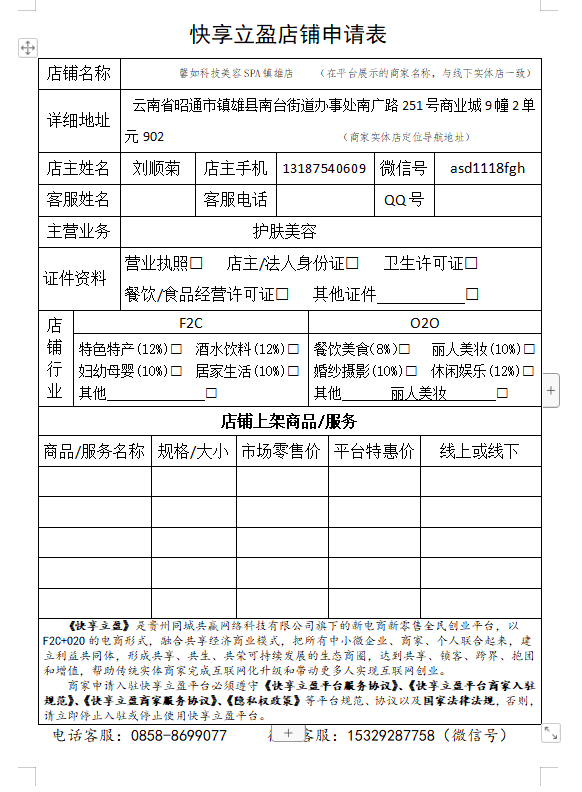 快享立盈店铺申请表
店铺名称 馨如科技美容SPA镇雄店 （在平台展示的商家名称，与线下实体店一致）
详细地址 云南省昭通市镇雄县南台街道办事处南广路251号商业城9幢2单
元902 （商家实体店定位导航地址）
店主姓名 刘顺菊 店主手机 13187540609 微信号 asd1118fgh
客服姓名 客服电话 QQ号
主营业务 护肤美容
证件资料 营业执照□ 店主/法人身份证□ 卫生许可证□
餐饮/食品经营许可证□ 其他证件___________□
店铺行业 F2C O2O
特色特产(12%)□ 酒水饮料(12%)□ 餐饮美食(8%)□ 丽人美妆(10%)□
妇幼母婴(10%)□ 居家生活(10%)□ 婚纱摄影(10%)□ 休闲娱乐(12%)□
其他______________□ 其他_______丽人美妆_______□
店铺上架商品/服务
商品/服务名称 规格/大小 市场零售价 平台特惠价 线上或线下
《快享立盈》是贵州同城共赢网络科技有限公司旗下的新电商新零售全民创业平台，以
F2C+O2O的电商形式，融合共享经济商业模式，把所有中小微企业、商家、个人联合起来，建
立利益共同体，形成共享、共生、共荣可持续发展的生态商圈，达到共享、锁客、跨界、抱团
和增值，帮助传统实体商家完成互联网化升级和带动更多人实现互联网创业。
商家申请入驻快享立盈平台必须遵守《快享立盈平台服务协议》、《快享立盈平台商家入驻
规范》、《快享立盈商家服务协议》、《隐私权政策》等平台规范、协议以及国家法律法规，否则，
请立即停止入驻或停止使用快享立盈平台。
电话客服：0858-8699077 客服：15329287758（微信号）